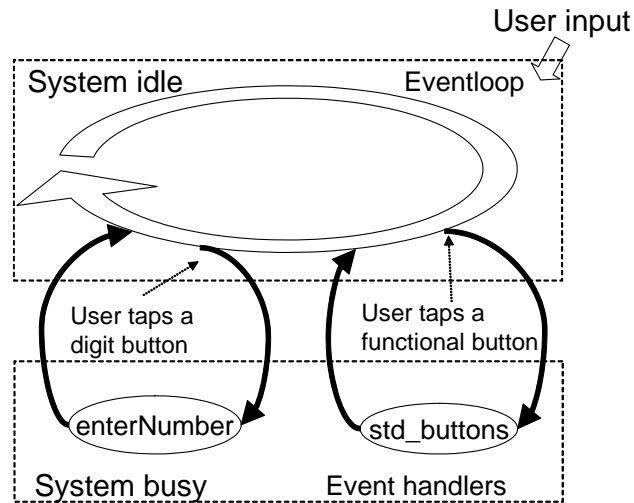 User input
System idle
Eventloop
User taps a
digit button
User taps a
functional button
enterNumber
std_buttons
System busy
Event handlers